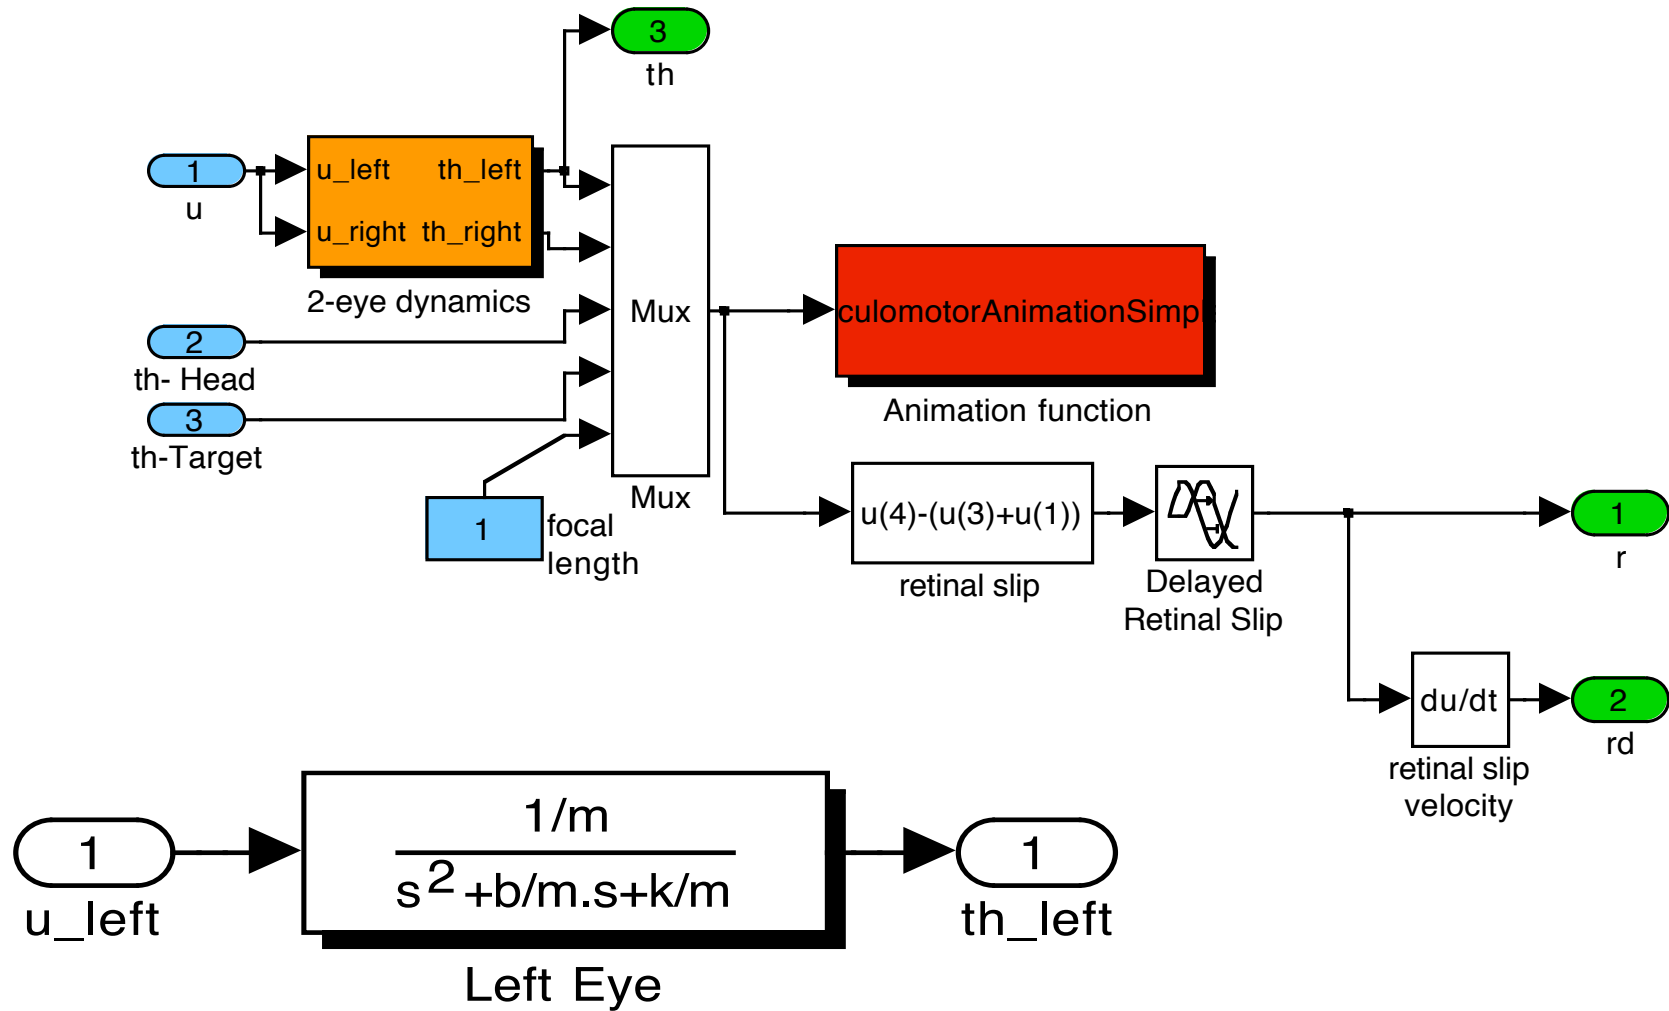 3
th
1
u
u_left th_left
u_right th_right
2-eye dynamics
2
th- Head
3
th-Target
1
focal
length
Mux
Mux
culomotorAnimationSimpl
Animation function
u(4)-(u(3)+u(1))
retinal slip
Delayed
Retinal Slip
1
r
du/dt
retinal slip
velocity
2
rd
1
u_left
1/m
s2+b/m.s+k/m
Left Eye
1
th_left